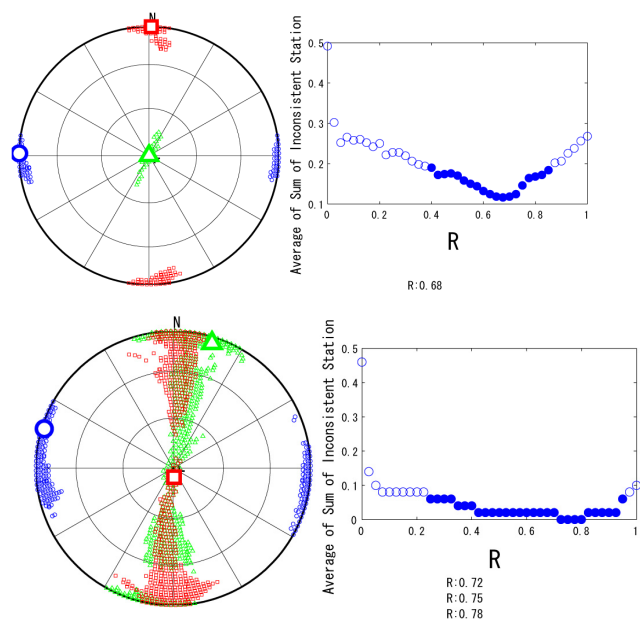 N
Average of Sum of Inconsistent Station
0.5
0.4
0.3
0.2
0.1
0 0.2 0.4 0.6 0.8 1
R
R:0.68
N
Average of Sum of Inconsistent Station
0.5
0.4
0.3
0.2
0.1
0
0 0.2 0.4 0.6 0.8 1
R
R:0.72
R:0.75
R:0.78